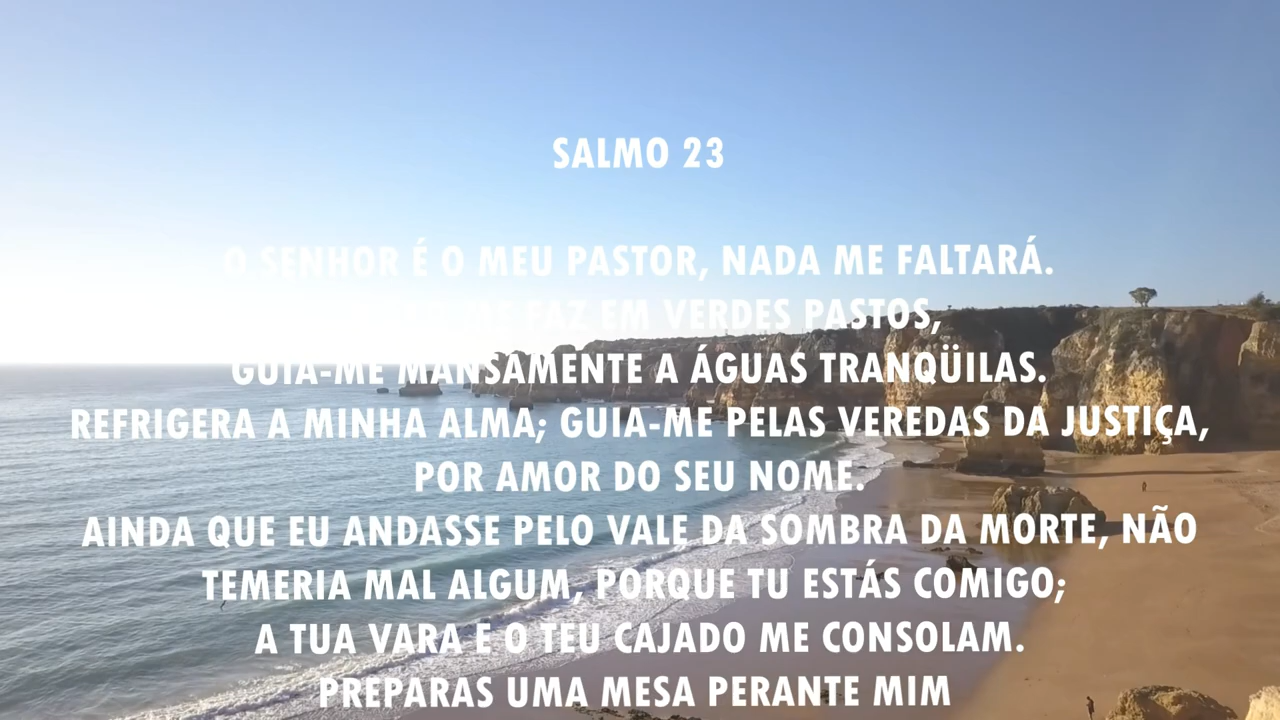 SALMO 23
O SENHOR É O MEU PASTOR, NADA ME FALTARÁ.
FAZ EM VERDES PASTOS,
GUIA-ME MANSAMENTE A ÁGUAS TRANQÜILAS.
REFRIGERA A MINHA ALMA; GUIA-ME PELAS VEREDAS DA JUSTIÇA,
POR AMOR DO SEU NOME.
AINDA QUE EU ANDASSE PELO VALE DA SOMBRA DA MORTE, NÃO
TEMERIA MAL ALGUM, PORQUE TU ESTÁS COMIGO;
A TUA VARA E O TEU CAJADO ME CONSOLAM.
PREPARAS UMA MESA PERANTE MIM